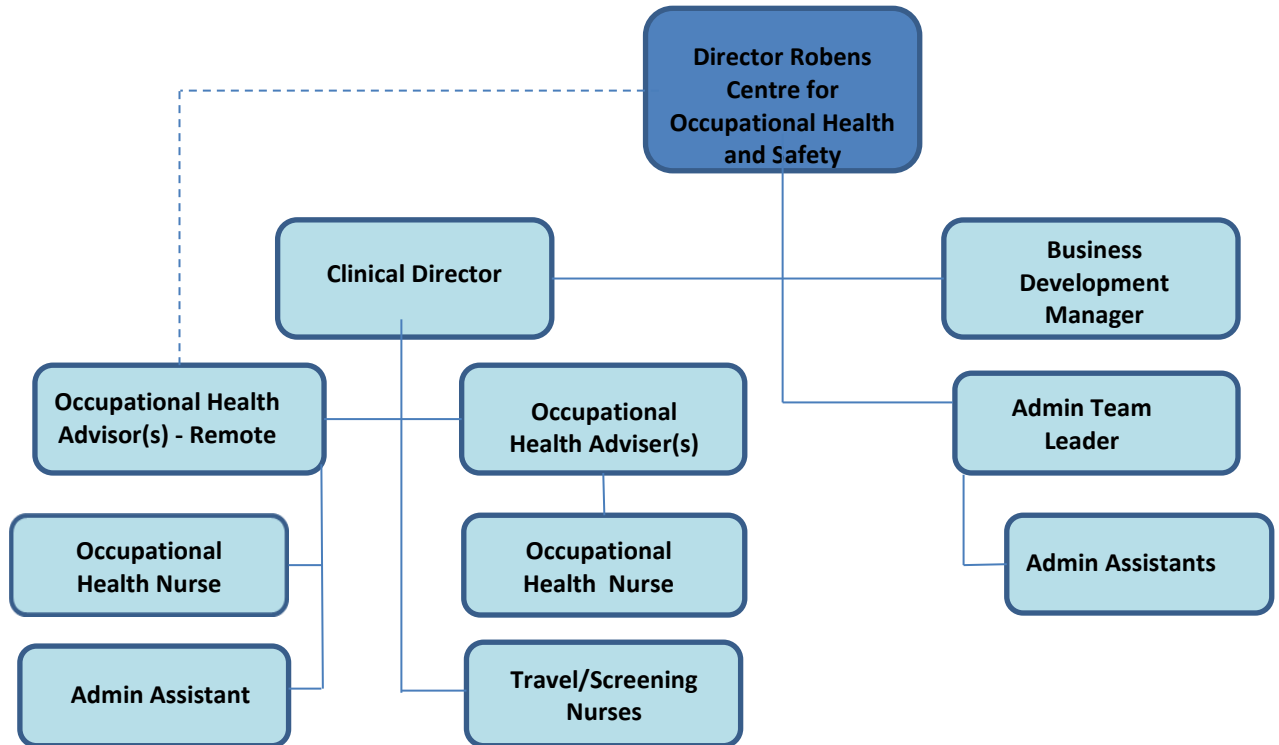 Director Robens
Centre for
Occupational Health
and Safety
Clinical Director
Business
Development
Manager
Occupational Health
Advisor(s) - Remote
Occupational
Health Adviser(s)
Admin Team
Leader
Occupational
Health Nurse
Occupational
Health Nurse
Admin Assistants
Admin Assistant
Travel/Screening
Nurses